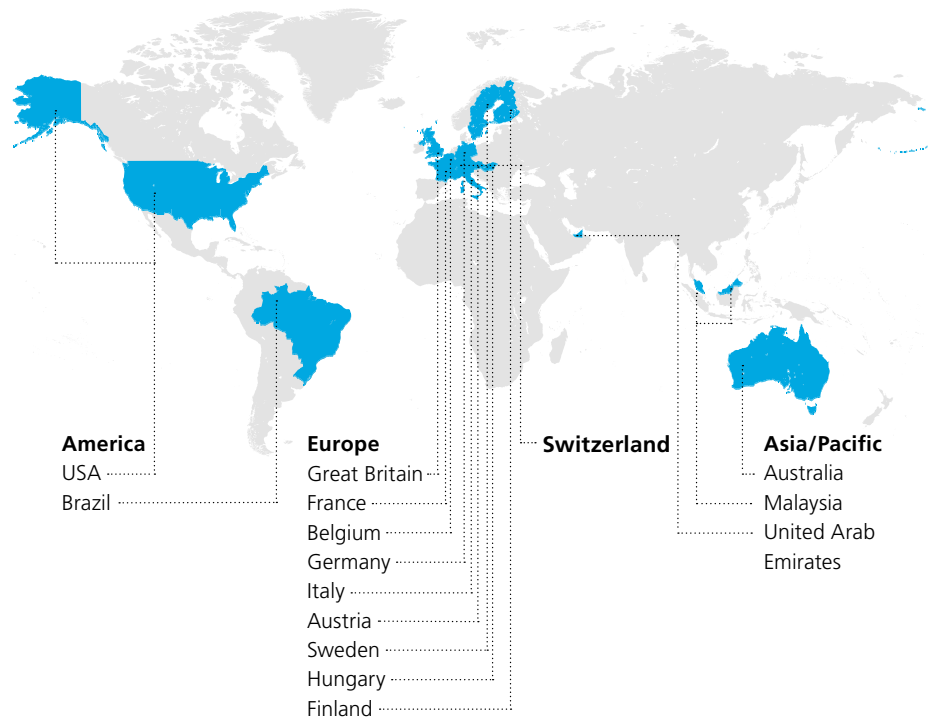 America
USA
Brazil
Europe
Great Britain
France
Belgium
Germany
Italy
Austria
Sweden
Hungary
Finland
Switzerland
Asia/Pacific
Australia
Malaysia
United Arab
Emirates